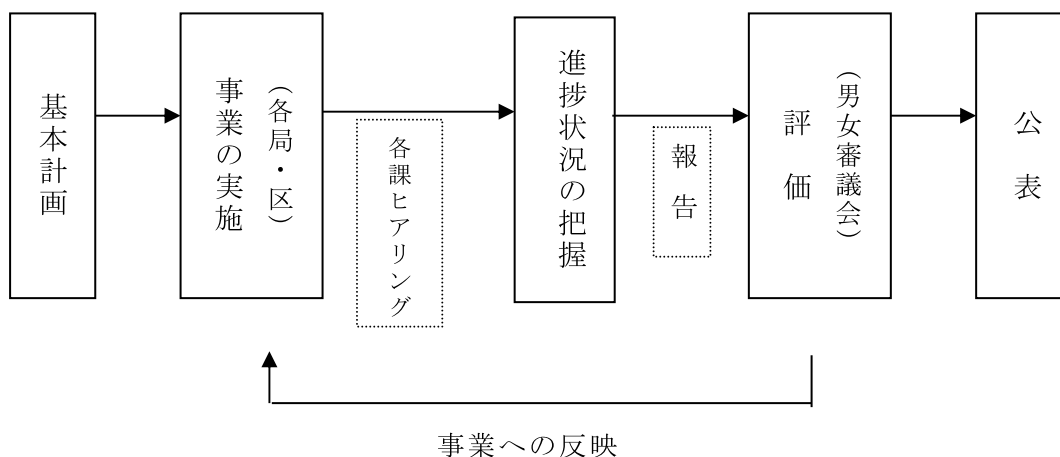 基本計画
事業の実施
(各局・区)
各課ヒアリング
進捗状況の把握
報告
評価
(男女審議会)
公表
事業への反映